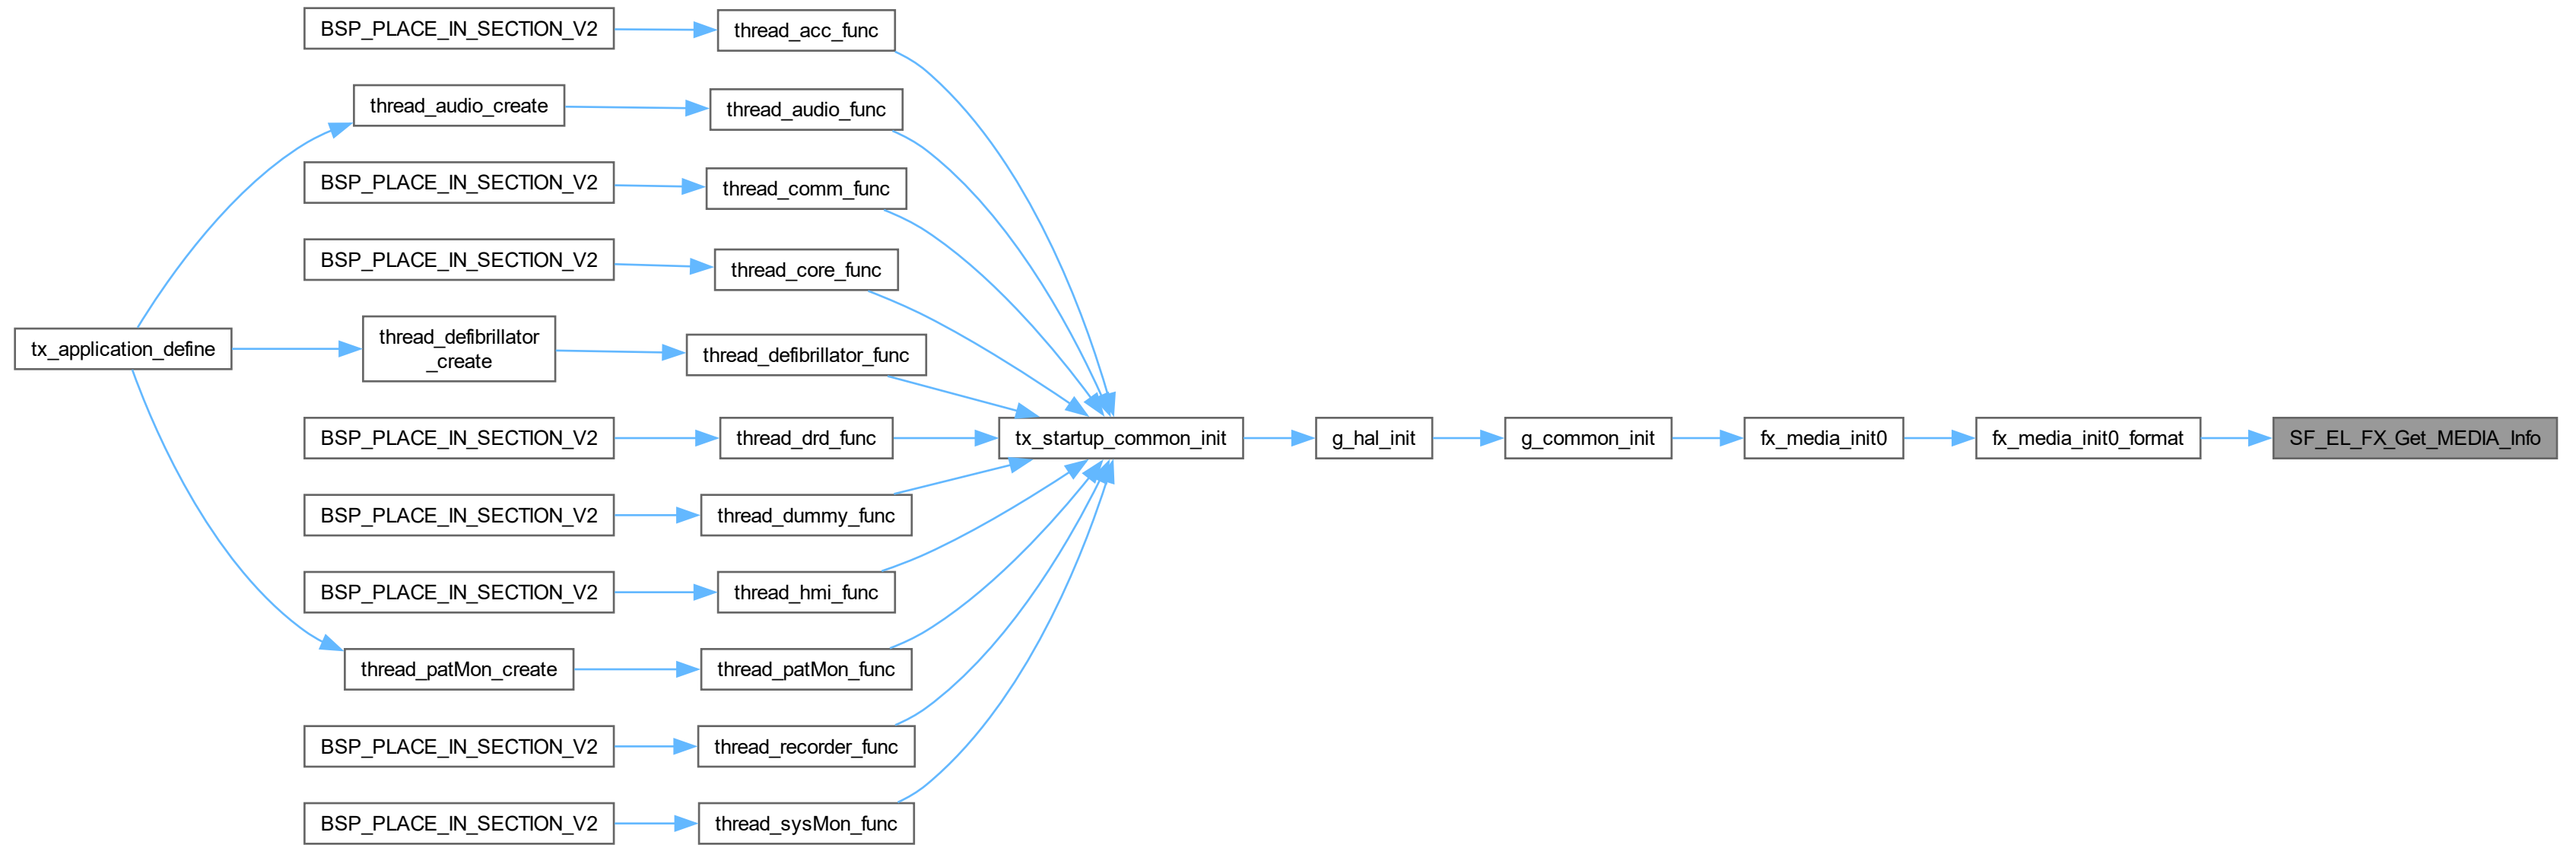 BSP_PLACE_IN_SECTION_V2
thread_acc_func
thread_audio_create
thread_audio_func
BSP_PLACE_IN_SECTION_V2
thread_comm_func
BSP_PLACE_IN_SECTION_V2
thread_core_func
tx_application_define
thread_defibrillator
_create
thread_defibrillator_func
BSP_PLACE_IN_SECTION_V2
thread_drd_func
tx_startup_common_init
g_hal_init
g_common_init
fx_media_init0
fx_media_init0_format
SF_EL_FX_Get_MEDIA_Info
BSP_PLACE_IN_SECTION_V2
thread_dummy_func
BSP_PLACE_IN_SECTION_V2
thread_hmi_func
thread_patMon_create
thread_patMon_func
BSP_PLACE_IN_SECTION_V2
thread_recorder_func
BSP_PLACE_IN_SECTION_V2
thread_sysMon_func